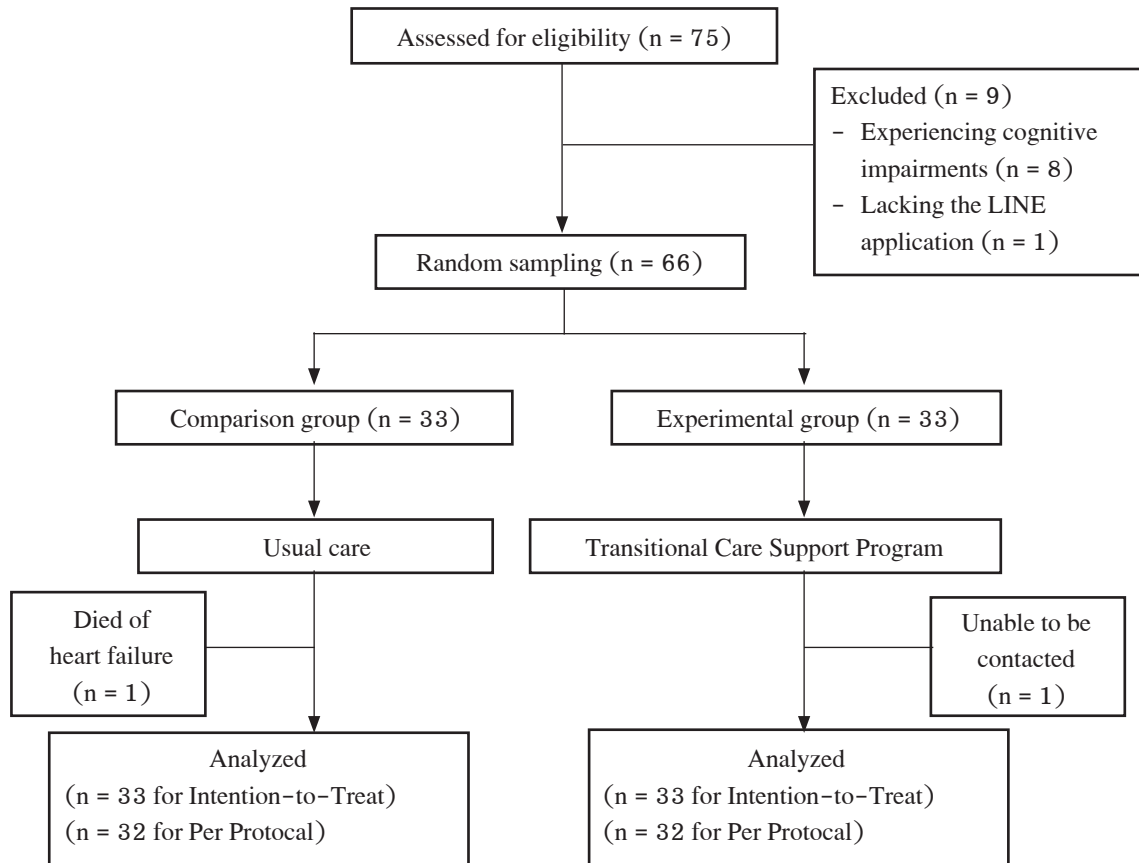 Assessed for eligibility (n = 75)
Excluded (n = 9)
- Experiencing cognitive
impairments (n = 8)
- Lacking the LINE
application (n = 1)
Random sampling (n = 66)
Comparison group (n = 33)
Experimental group (n = 33)
Usual care
Transitional Care Support Program
Died of
heart failure
(n = 1)
Unable to be
contacted
(n = 1)
Analyzed
(n = 33 for Intention-to-Treat)
(n = 32 for Per Protocal)
Analyzed
(n = 33 for Intention-to-Treat)
(n = 32 for Per Protocal)